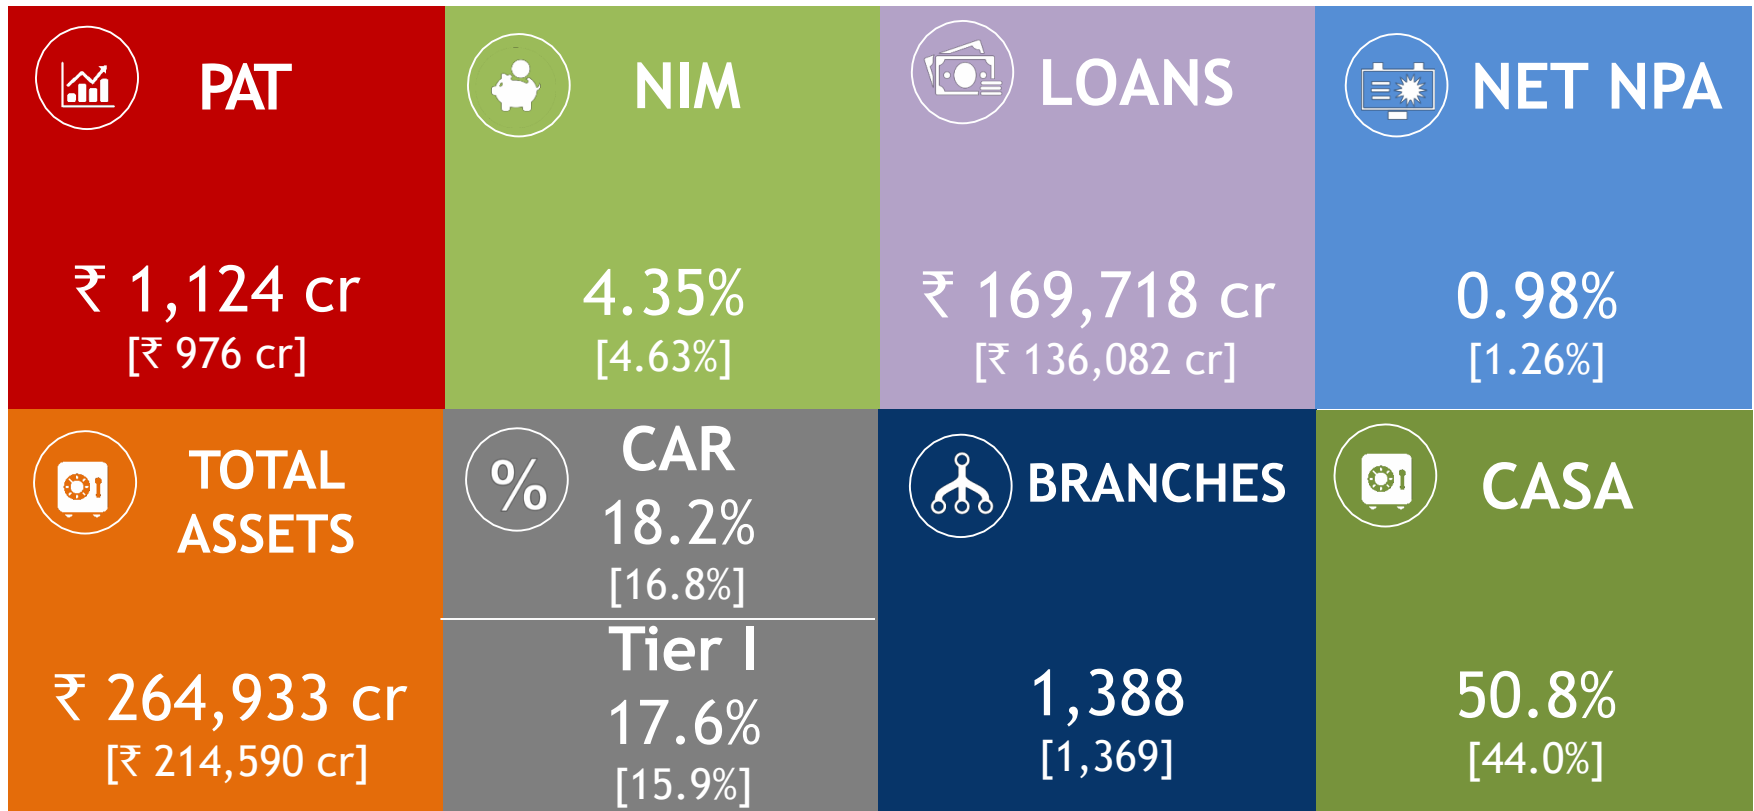 PAT
₹ 1,124 cr
[₹ 976 cr]
NIM
4.35%
[4.63%]
LOANS
₹ 169,718 cr
[₹ 136,082 cr]
NET NPA
0.98%
[1.26%]
TOTAL
ASSETS
₹ 264,933 cr
[₹ 214,590 cr]
%
CAR
18.2%
[16.8%]
Tier I
17.6%
[15.9%]
BRANCHES
1,388
[1,369]
CASA
50.8%
[44.0%]